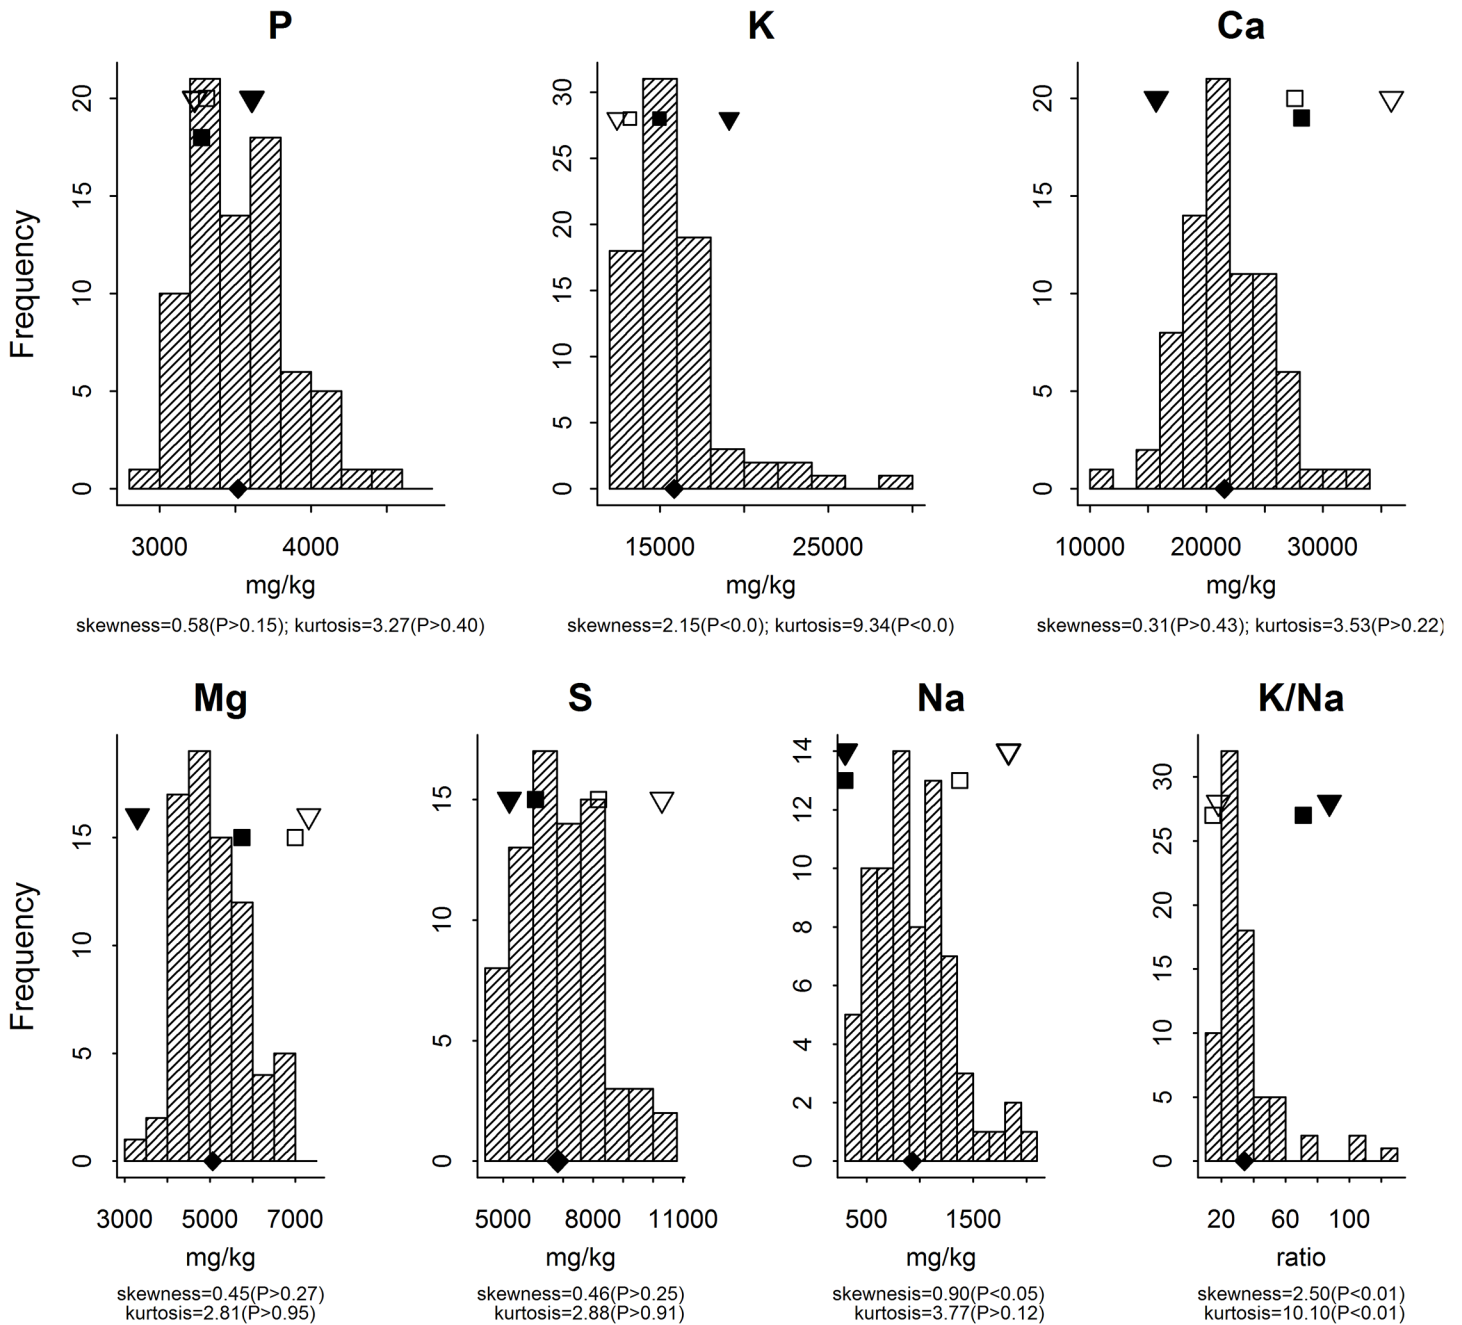 P
K
Ca
Frequency
0 5 10 15 20
3000 4000
mg/kg
skewness=0.58(P>0.15); kurtosis=3.27(P>0.40)
0 5 10 15 20 25 30
15000 25000
mg/kg
skewness=2.15(P<0.0); kurtosis=9.34(P<0.0)
0 5 10 15 20
10000 20000 30000
mg/kg
skewness=0.31(P>0.43); kurtosis=3.53(P>0.22)
Mg
S
Na
K/Na
Frequency
0 5 10 15
3000 5000 7000
mg/kg
skewness=0.45(P>0.27)
kurtosis=2.81(P>0.95)
0 5 10 15
5000 8000 11000
mg/kg
skewness=0.46(P>0.25)
kurtosis=2.88(P>0.91)
0 2 4 6 8 10 12 14
500 1500
mg/kg
skewnesis=0.90(P<0.05)
kurtosis=3.77(P>0.12)
0 5 10 15 20 25 30
20 60 100
ratio
skewness=2.50(P<0.01)
kurtosis=10.10(P<0.01)